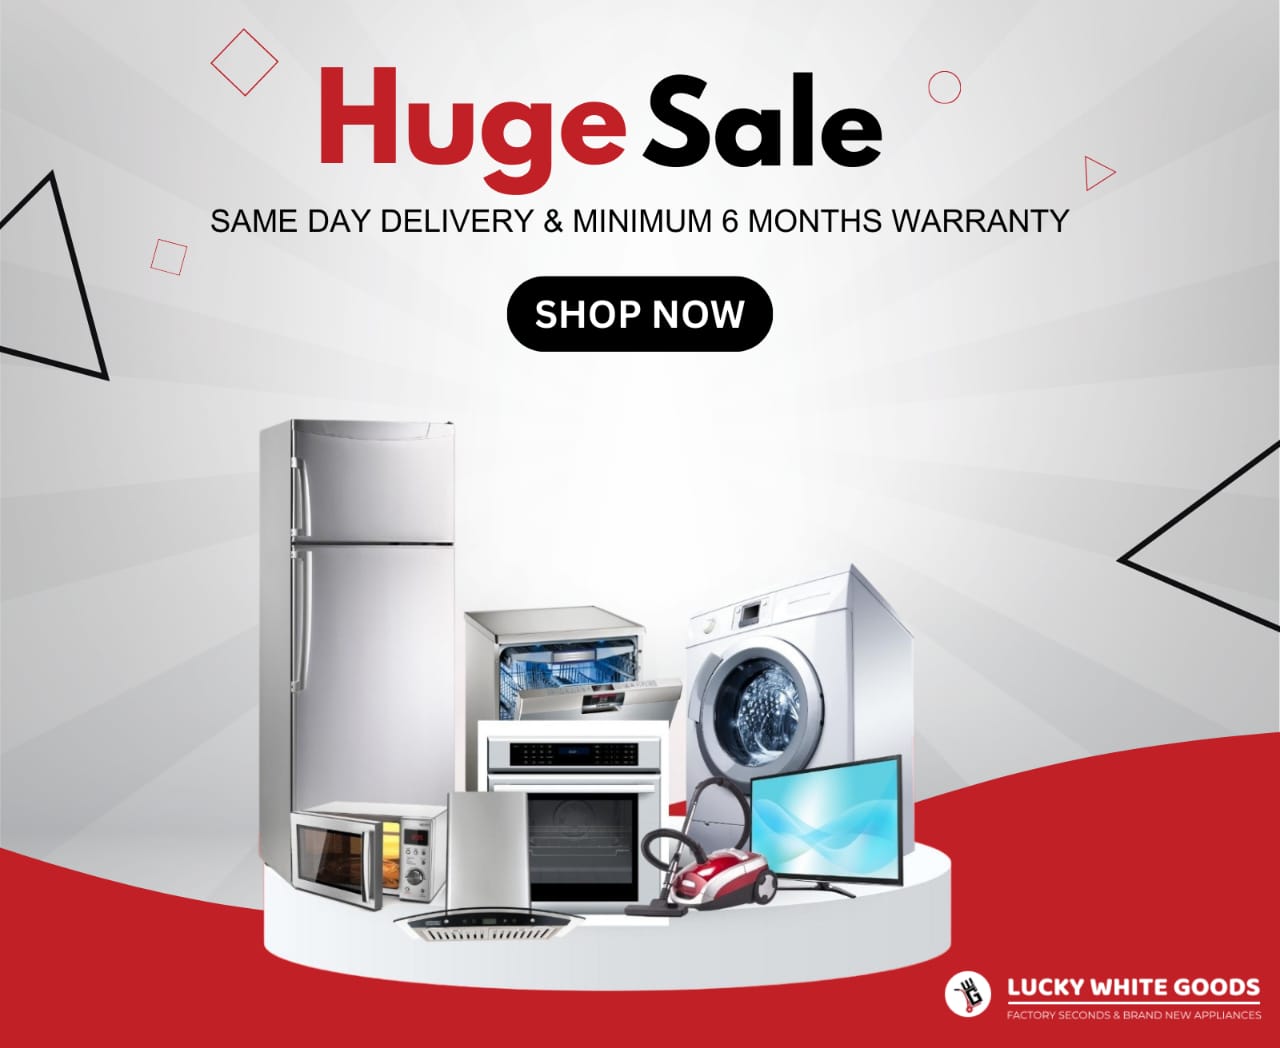 Huge Sale
SAME DAY DELIVERY & MINIMUM 6 MONTHS WARRANTY
SHOP NOW
LUCKY WHITE GOODS
FACTORY SECONDS & BRAND NEW APPLIANCES